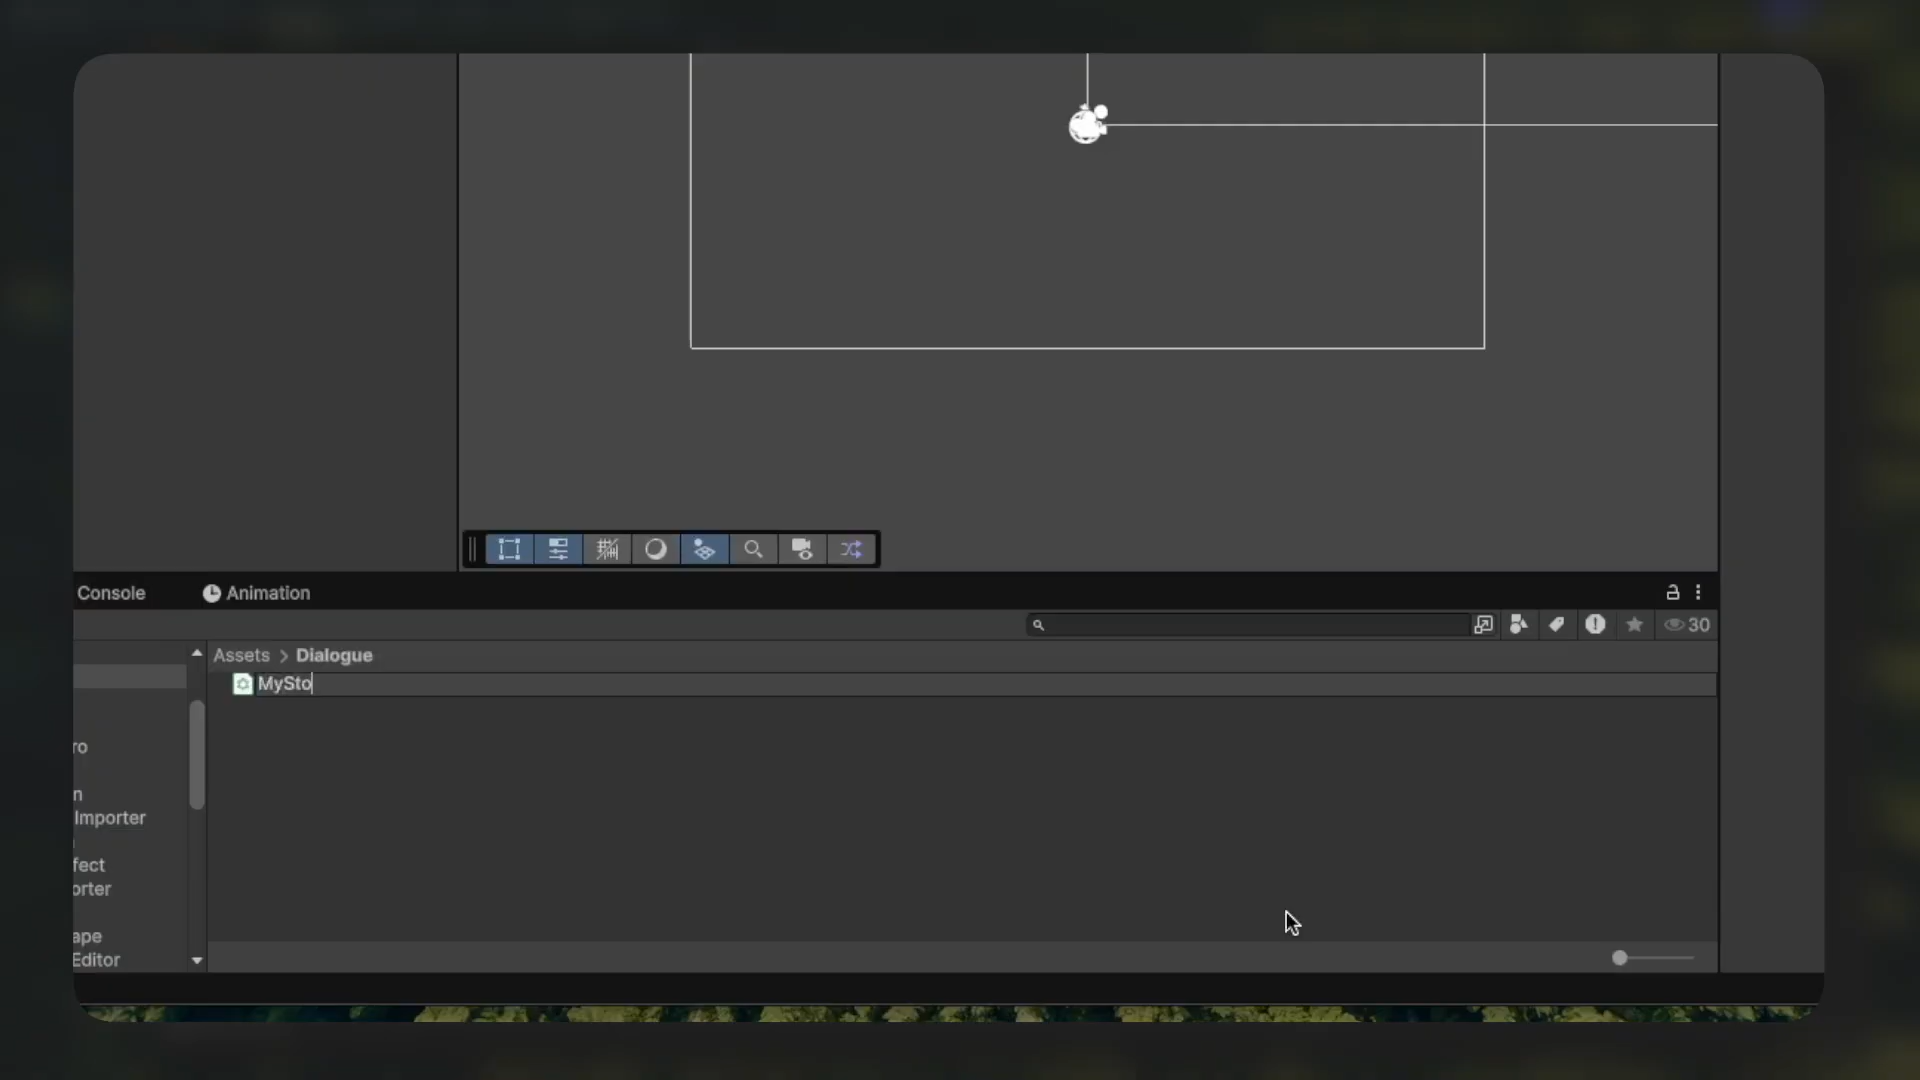 Console
Animation
30
Assets > Dialogue
MySto
ro
n
Importer
fect
orter
ape
Editor